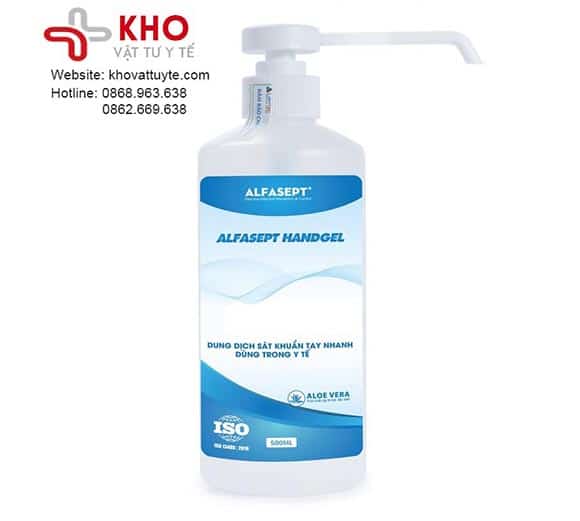 KHO
VẬT TƯ Y TẾ
Website: khovattuyte.com
Hotline: 0868.963.638
0862.669.638
ALFASEPT®
ALFASEPT HANDGEL
DUNG DỊCH SÁT KHUẨN TAY NHANH
DÙNG TRONG Y TẾ
ALOE VERA
ISO
500ML